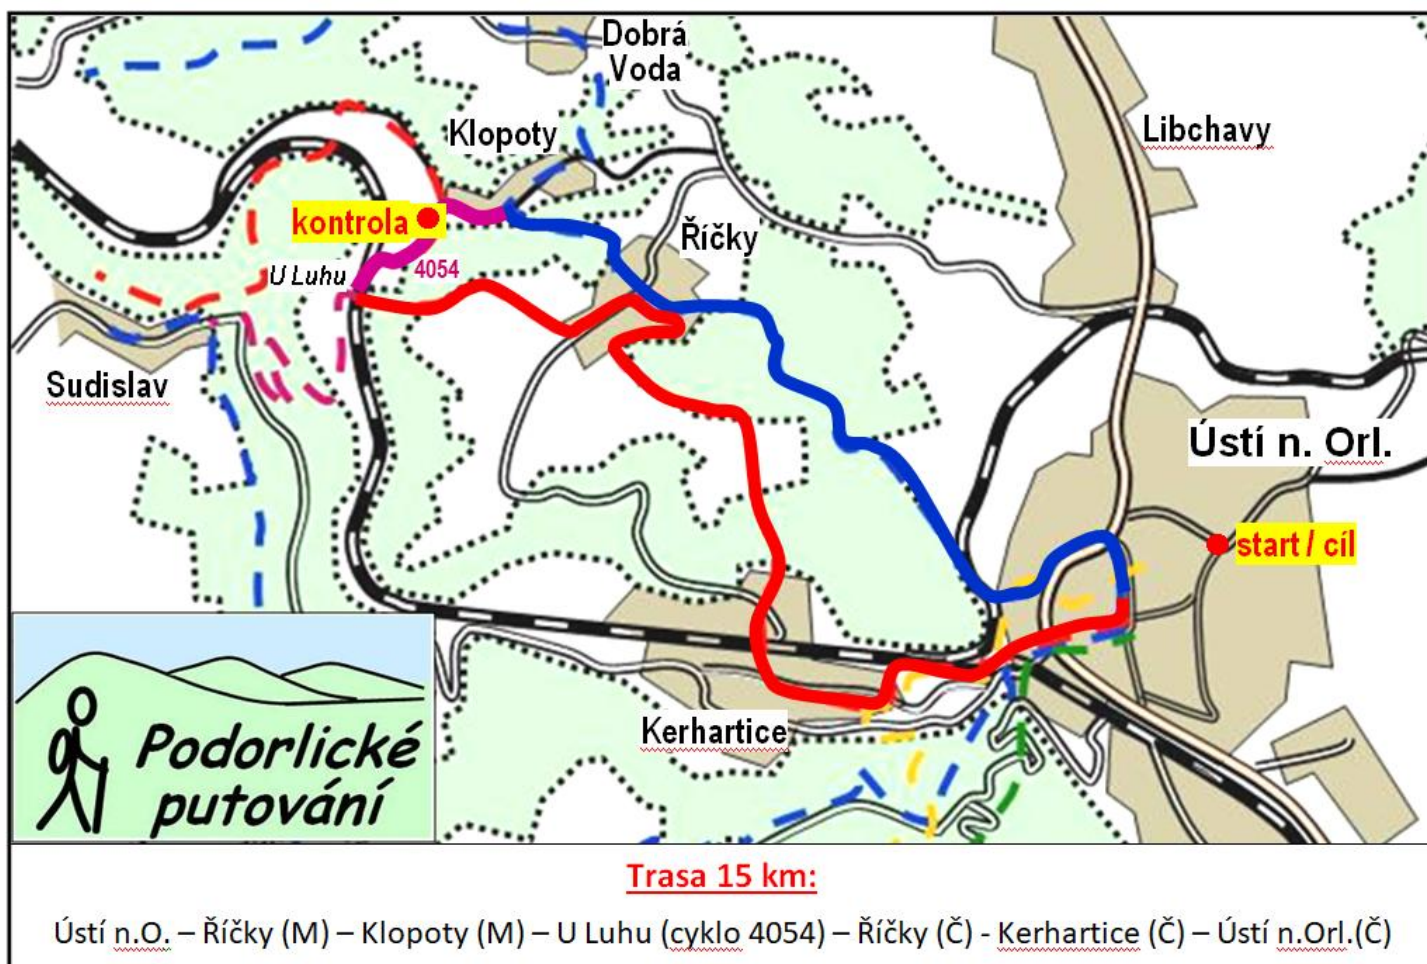 Dobrá
Voda
Klopoty
Libchavy
kontrola
Říčky
U Luhu
4054
Sudislav
Ústí n. Orl.
start / cíl
Kerhartice
Podorlické
putování
Trasa 15 km:
Ústí n.O. – Říčky (M) – Klopoty (M) – U Luhu (cyklo 4054) – Říčky (Č) - Kerhartice (Č) – Ústí n.Orl.(Č)